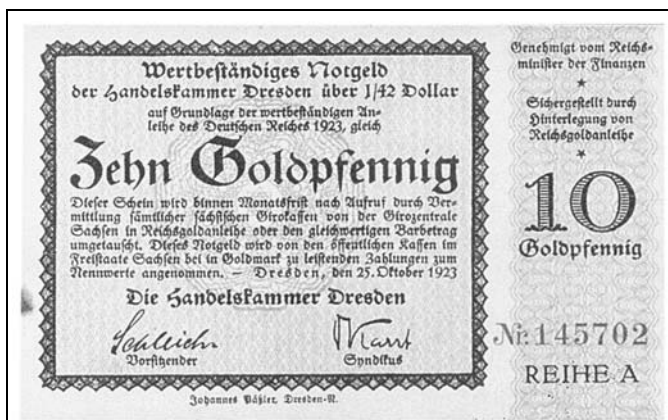 Wertbeständiges Notgeld
der Handelskammer Dresden über 1/42 Dollar
auf Grundlage der wertbeständigen An-
leihe des Deutschen Reiches 1923, gleich
Zehn Goldpfennig
Dieser Schein wird binnen Monatsfrist nach Aufruf durch Ver-
mittlung sämtlicher sächsischen Girokassen von der Girozentrale
Sachsen in Reichsgoldanleihe oder den gleichwertigen Barbetrag
umgetauscht. Dieses Notgeld wird von den öffentlichen Kassen im
Freistaate Sachsen bei in Goldmark zu leistenden Zahlungen zum
Nennwerte angenommen. – Dresden, den 25. Oktober 1923
Die Handelskammer Dresden
Vorsitzender
Syndikus
Johannes Päßler, Dresden-N.
Genehmigt vom Reichs-
minister der Finanzen
Sichergestellt durch
Hinterlegung von
Reichsgoldanleihe
10
Goldpfennig
Nr. 145702
REIHE A